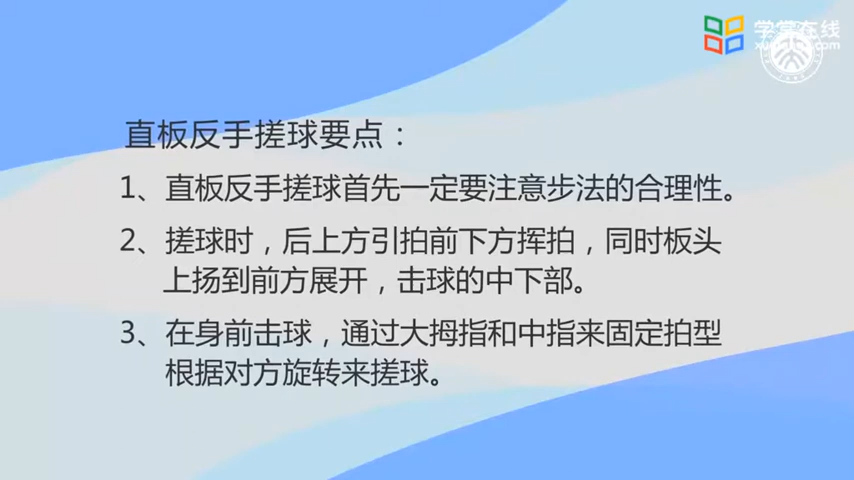 学堂在线
直板反手搓球要点：
1、直板反手搓球首先一定要注意步法的合理性。
2、搓球时，后上方引拍前下方挥拍，同时板头
上扬到前方展开，击球的中下部。
3、在身前击球，通过大拇指和中指来固定拍型
根据对方旋转来搓球。